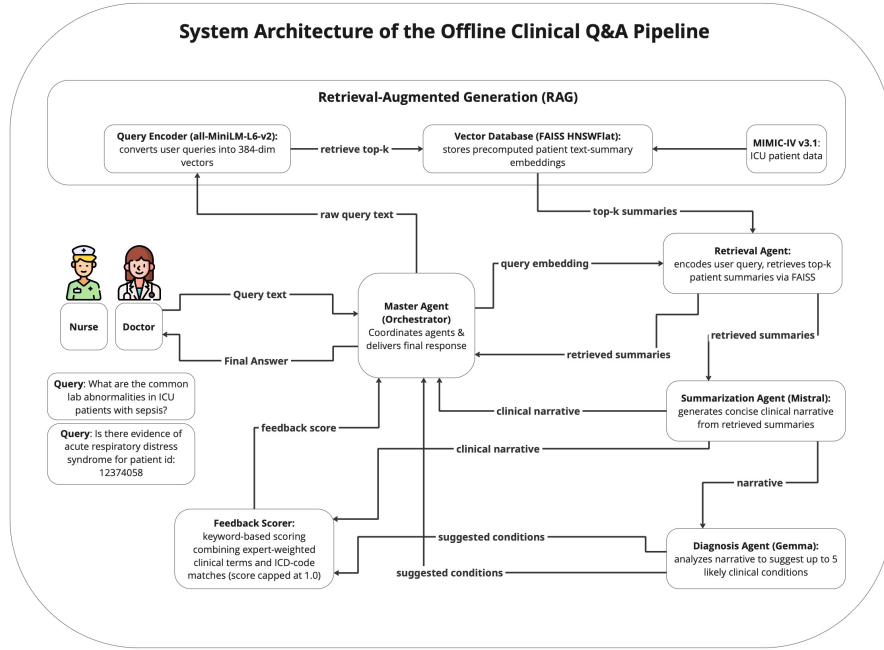 System Architecture of the Offline Clinical Q&A Pipeline
Retrieval-Augmented Generation (RAG)
Query Encoder (all-MiniLM-L6-v2):
converts user queries into 384-dim
vectors
retrieve top-k
Vector Database (FAISS HNSWFlat):
stores precomputed patient text-summary
embeddings
MIMIC-IV v3.1:
ICU patient data
raw query text
top-k summaries
Retrieval Agent:
encodes user query, retrieves top-k
patient summaries via FAISS
query embedding
Nurse
Doctor
Query text
Final Answer
Master Agent
(Orchestrator)
Coordinates agents &
delivers final response
retrieved summaries
retrieved summaries
Query: What are the common
lab abnormalities in ICU
patients with sepsis?
Query: Is there evidence of
acute respiratory distress
syndrome for patient id:
12374058
Summarization Agent (Mistral):
generates concise clinical narrative
from retrieved summaries
clinical narrative
feedback score
clinical narrative
narrative
Feedback Scorer:
keyword-based scoring
combining expert-weighted
clinical terms and ICD-code
matches (score capped at 1.0)
suggested conditions
suggested conditions
Diagnosis Agent (Gemma):
analyzes narrative to suggest up to 5
likely clinical conditions